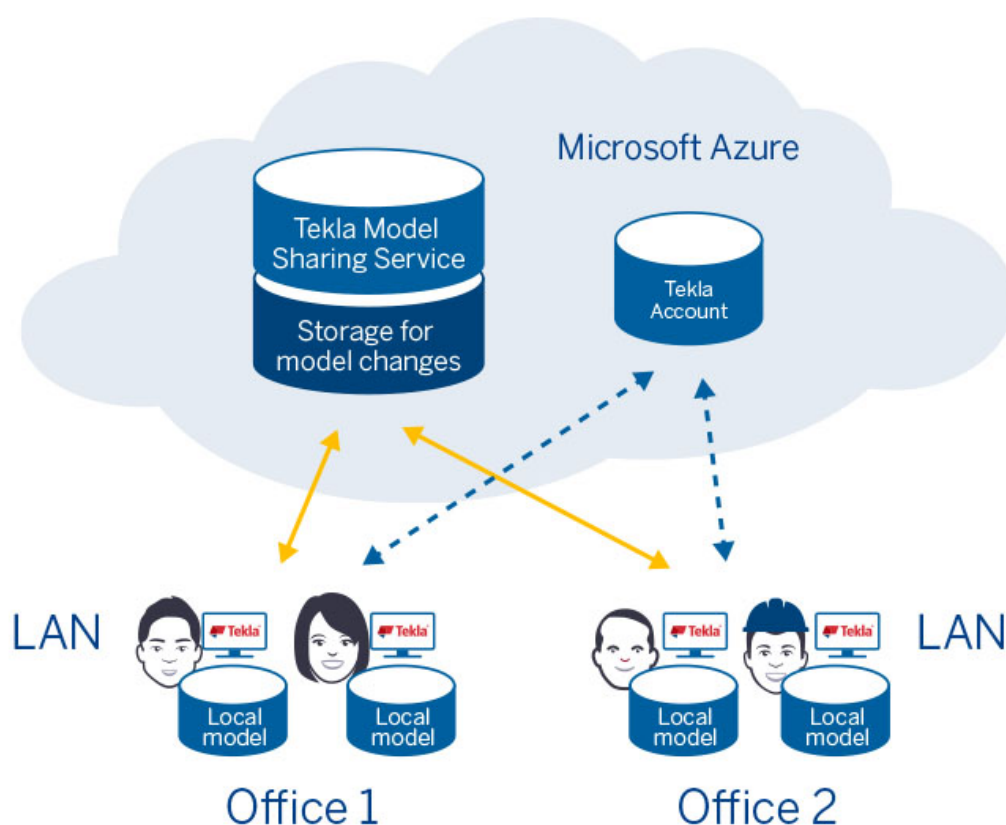 Microsoft Azure
Tekla Model
Sharing Service
Storage for
model changes
Tekla
Account
LAN
Tekla
Tekla
Tekla
Tekla
LAN
Local
model
Local
model
Local
model
Local
model
Office 1
Office 2